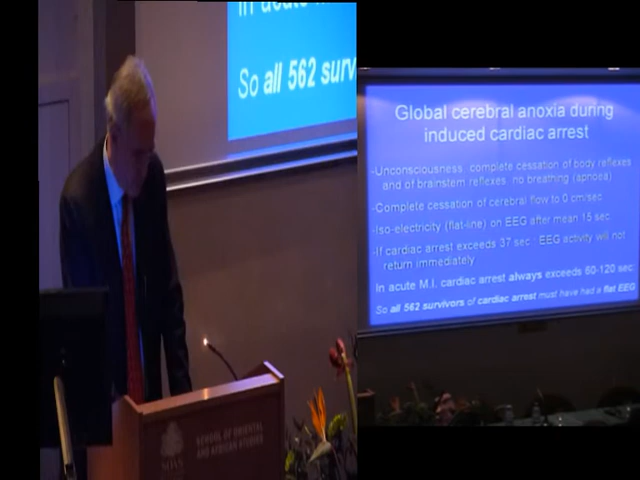 in acute
So all 562 surv
SOAS
SCHOOL OF ORIENTAL
AND AFRICAN STUDIES
Global cerebral anoxia during
induced cardiac arrest
-Unconsciousness, complete cessation of body reflexes
and of brainstem reflexes, no breathing (apnoea)
-Complete cessation of cerebral flow to 0 cm/sec
-Iso-electricity (flat-line) on EEG after mean 15 sec.
-If cardiac arrest exceeds 37 sec : EEG activity will not
return immediately
In acute M.I. cardiac arrest always exceeds 60-120 sec.
So all 562 survivors of cardiac arrest must have had a flat EEG